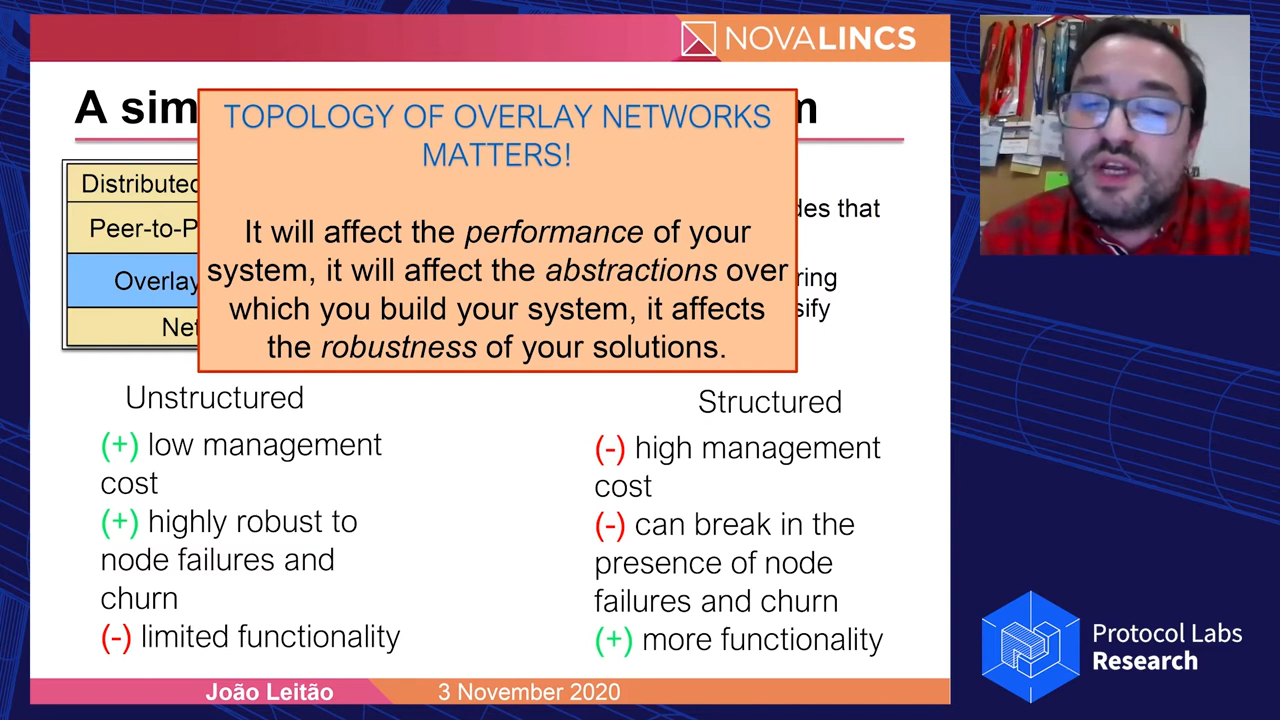 NOVALINCS
A sim
m
TOPOLOGY OF OVERLAY NETWORKS
MATTERS!
It will affect the performance of your
system, it will affect the abstractions over
which you build your system, it affects
the robustness of your solutions.
Distributed
Peer-to-P
Overlay
Net
des that
ring
sify
Unstructured
(+) low management
cost
(+) highly robust to
node failures and
churn
(-) limited functionality
Structured
(-) high management
cost
(-) can break in the
presence of node
failures and churn
(+) more functionality
João Leitão
3 November 2020
Protocol Labs
Research